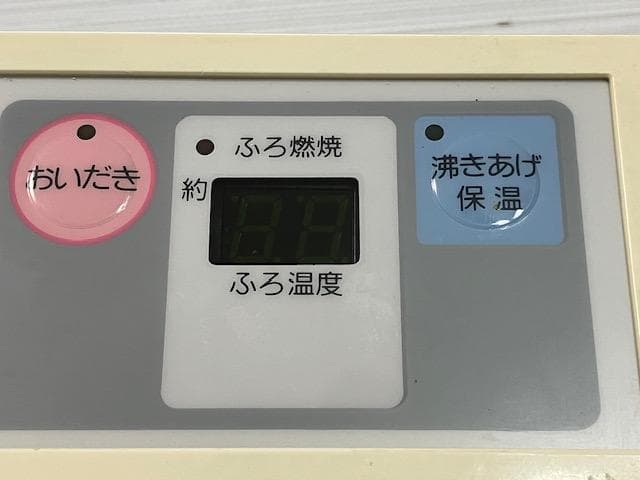 おいだき
ふろ燃焼
約
ふろ温度
沸きあげ
保温